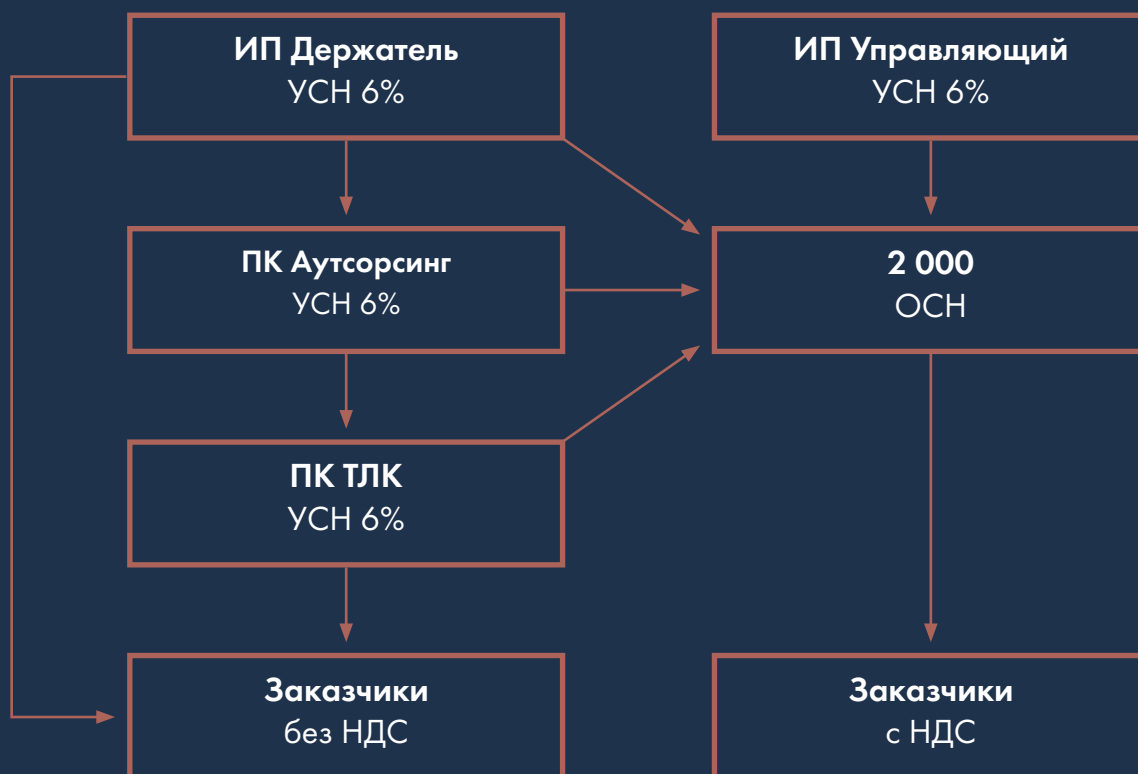 ИП Держатель
УСН 6%
ИП Управляющий
УСН 6%
ПК Аутсорсинг
УСН 6%
2 000
ОСН
ПК ТЛК
УСН 6%
Заказчики
без НДС
Заказчики
с НДС